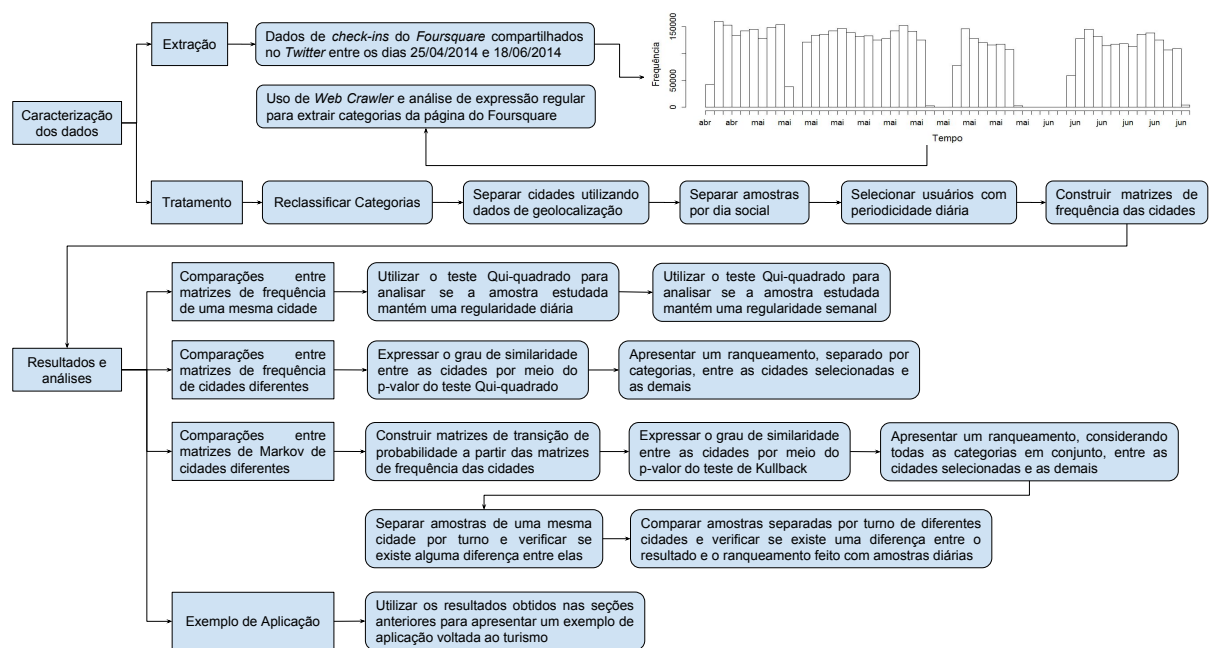 Extração
Dados de check-ins do Foursquare compartilhados
no Twitter entre os dias 25/04/2014 e 18/06/2014
Frequência
150000
50000
0
abr abr mai mai mai mai mai mai mai mai mai mai mai jun jun jun jun jun jun
Tempo
Caracterização
dos dados
Uso de Web Crawler e análise de expressão regular
para extrair categorias da página do Foursquare
Tratamento
Reclassificar Categorias
Separar cidades utilizando
dados de geolocalização
Separar amostras
por dia social
Selecionar usuários com
periodicidade diária
Construir matrizes de
frequência das cidades
Resultados e
análises
Comparações entre
matrizes de frequência
de uma mesma cidade
Utilizar o teste Qui-quadrado para
analisar se a amostra estudada
mantém uma regularidade diária
Utilizar o teste Qui-quadrado para
analisar se a amostra estudada
mantém uma regularidade semanal
Comparações entre
matrizes de frequência
de cidades diferentes
Expressar o grau de similaridade
entre as cidades por meio do
p-valor do teste Qui-quadrado
Apresentar um ranqueamento, separado por
categorias, entre as cidades selecionadas e
as demais
Comparações entre
matrizes de Markov de
cidades diferentes
Construir matrizes de transição de
probabilidade a partir das matrizes
de frequência das cidades
Expressar o grau de similaridade
entre as cidades por meio do
p-valor do teste de Kullback
Apresentar um ranqueamento, considerando
todas as categorias em conjunto, entre as
cidades selecionadas e as demais
Separar amostras de uma mesma
cidade por turno e verificar se
existe alguma diferença entre elas
Comparar amostras separadas por turno de diferentes
cidades e verificar se existe uma diferença entre o
resultado e o ranqueamento feito com amostras diárias
Exemplo de Aplicação
Utilizar os resultados obtidos nas seções
anteriores para apresentar um exemplo de
aplicação voltada ao turismo